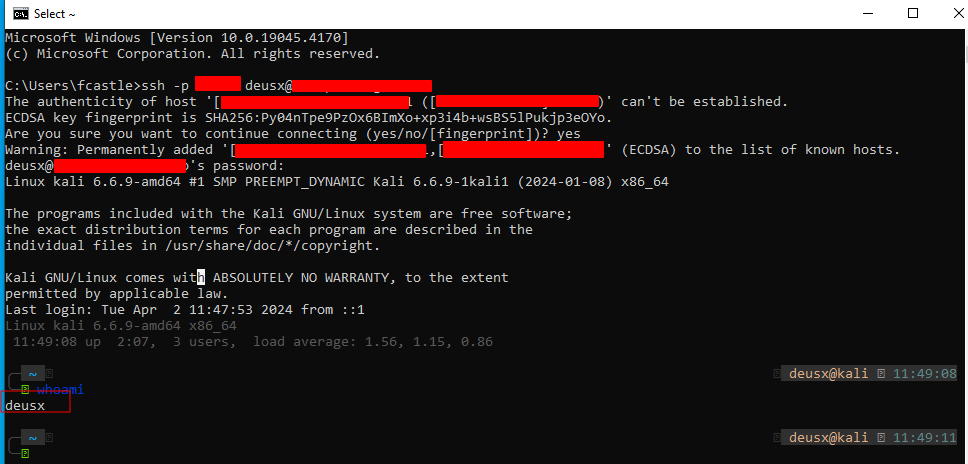 Select ~
Microsoft Windows [Version 10.0.19045.4170]
(c) Microsoft Corporation. All rights reserved.
C:\Users\fcastle>ssh -p deusx@
The authenticity of host '[ ([ )' can't be established.
ECDSA key fingerprint is SHA256:Py04nTpe9PzOx6BImXo+xp3i4b+wsBS5lPukjp3eOYo.
Are you sure you want to continue connecting (yes/no/[fingerprint])? yes
Warning: Permanently added '[ ,[ ' (ECDSA) to the list of known hosts.
deusx@ 's password:
Linux kali 6.6.9-amd64 #1 SMP PREEMPT_DYNAMIC Kali 6.6.9-1kali1 (2024-01-08) x86_64
The programs included with the Kali GNU/Linux system are free software;
the exact distribution terms for each program are described in the
individual files in /usr/share/doc/*/copyright.
Kali GNU/Linux comes with ABSOLUTELY NO WARRANTY, to the extent
permitted by applicable law.
Last login: Tue Apr  2 11:47:53 2024 from ::1
Linux kali 6.6.9-amd64 x86_64
 11:49:08 up  2:07,  3 users,  load average: 1.56, 1.15, 0.86
~ deusx@kali 11:49:08
whoami
deusx
~ deusx@kali 11:49:11